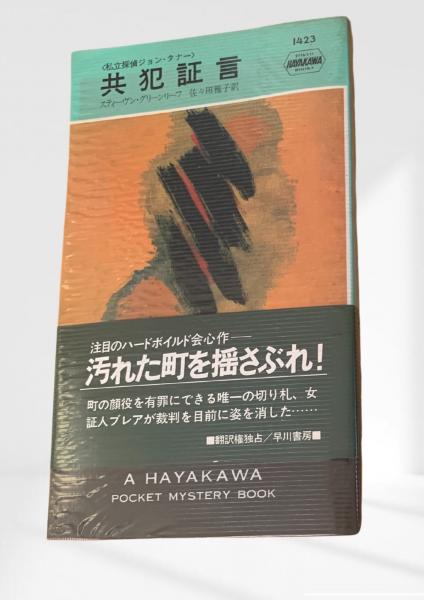 1423
〈私立探偵ジョン・タナー〉
共犯証言
スティーヴン・グリーンリーフ 佐々田雅子訳
HAYAKAWA
注目のハードボイルド会心作——
汚れた町を揺さぶれ!
町の顔役を有罪にできる唯一の切り札、女
証人ブレアが裁判を目前に姿を消した……
■翻訳権独占/早川書房■
A HAYAKAWA
POCKET MYSTERY BOOK